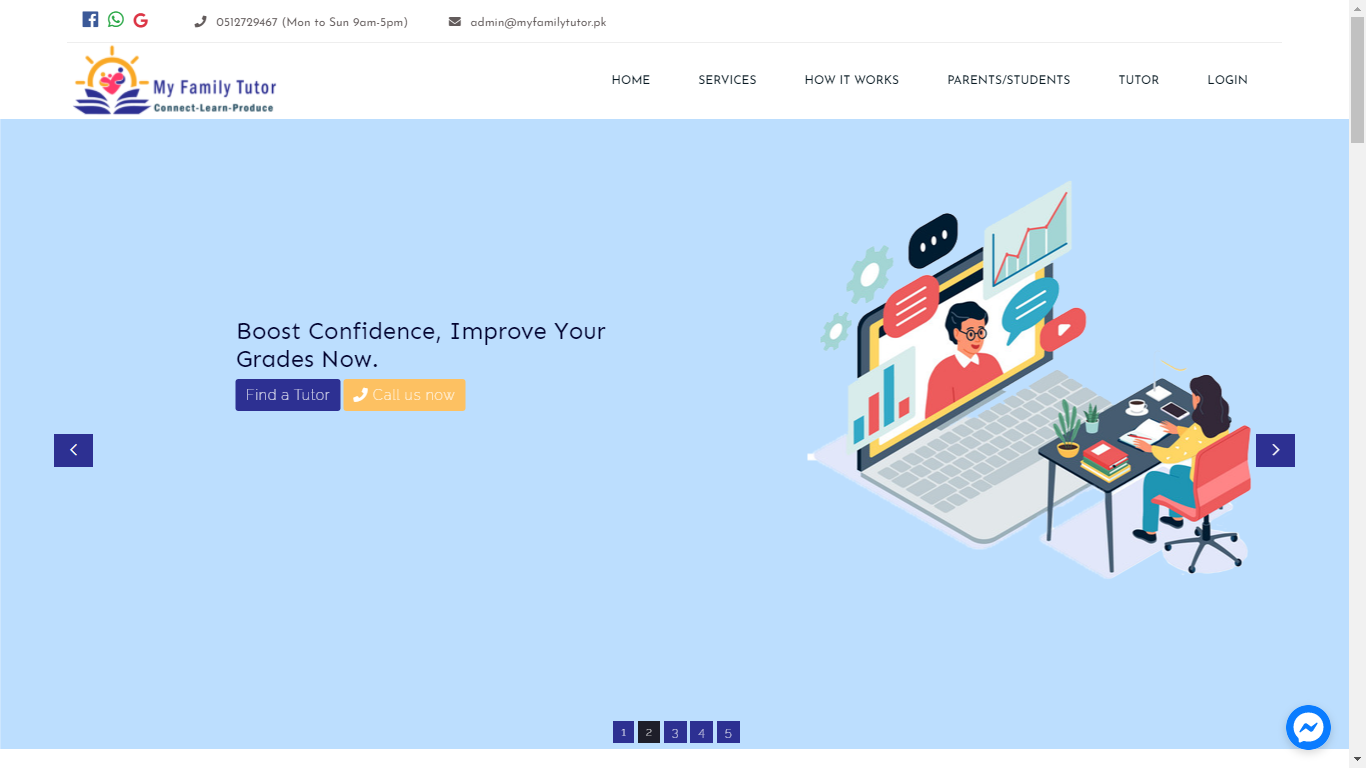 0512729467 (Mon to Sun 9am-5pm) admin@myfamilytutor.pk
My Family Tutor
Connect-Learn-Produce
HOME SERVICES HOW IT WORKS PARENTS/STUDENTS TUTOR LOGIN
Boost Confidence, Improve Your
Grades Now.
Find a Tutor Call us now
1 2 3 4 5